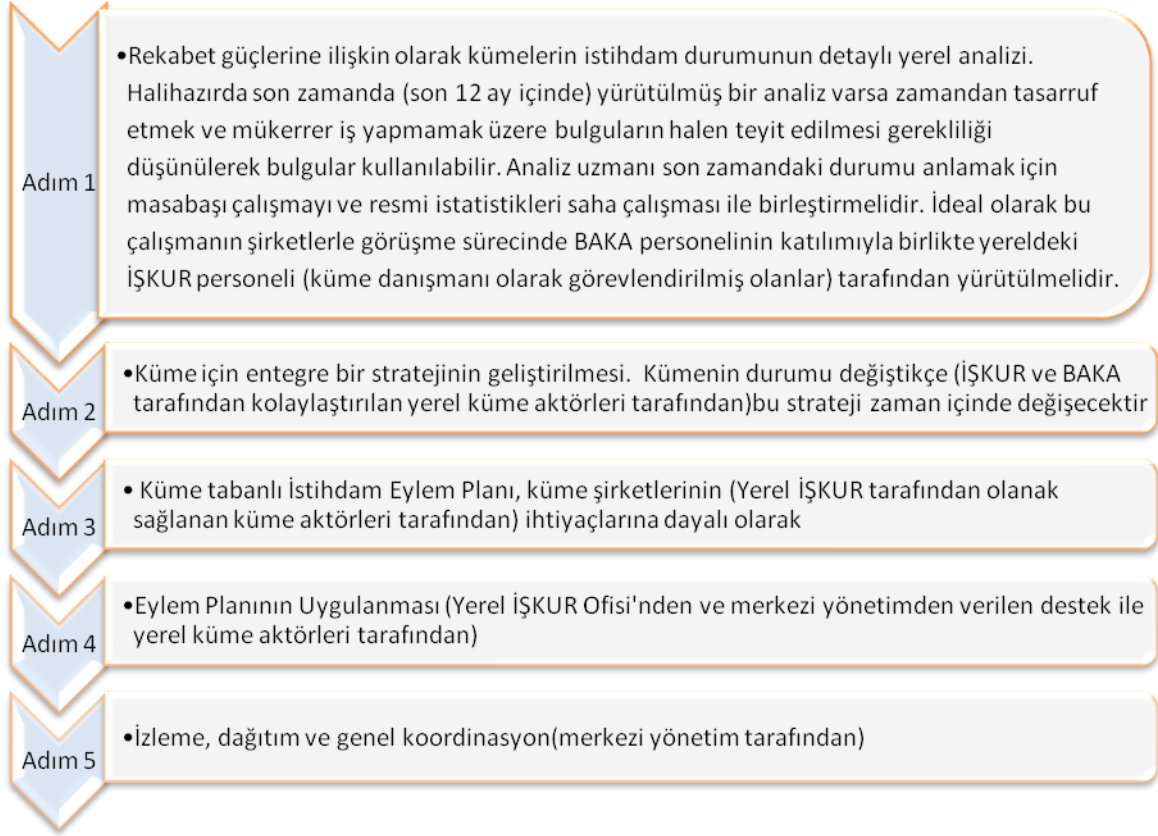 Adım 1
•Rekabet güçlerine ilişkin olarak kümelerin istihdam durumunun detaylı yerel analizi.
Halihazırda son zamanda (son 12 ay içinde) yürütülmüş bir analiz varsa zamandan tasarruf
etmek ve mükerrer iş yapmamak üzere bulguların halen teyit edilmesi gerekliliği
düşünülerek bulgular kullanılabilir. Analiz uzmanı son zamandaki durumu anlamak için
masabaşı çalışmayı ve resmi istatistikleri saha çalışması ile birleştirmelidir. İdeal olarak bu
çalışmanın şirketlerle görüşme sürecinde BAKA personelinin katılımıyla birlikte yereldeki
İŞKUR personeli (küme danışmanı olarak görevlendirilmiş olanlar) tarafından yürütülmelidir.
Adım 2
•Küme için entegre bir stratejinin geliştirilmesi. Kümenin durumu değiştikçe (İŞKUR ve BAKA
tarafından kolaylaştırılan yerel küme aktörleri tarafından)bu strateji zaman içinde değişecektir
Adım 3
• Küme tabanlı İstihdam Eylem Planı, küme şirketlerinin (Yerel İŞKUR tarafından olanak
sağlanan küme aktörleri tarafından) ihtiyaçlarına dayalı olarak
Adım 4
•Eylem Planının Uygulanması (Yerel İŞKUR Ofisi'nden ve merkezi yönetimden verilen destek ile
yerel küme aktörleri tarafından)
Adım 5
•İzleme, dağıtım ve genel koordinasyon(merkezi yönetim tarafından)